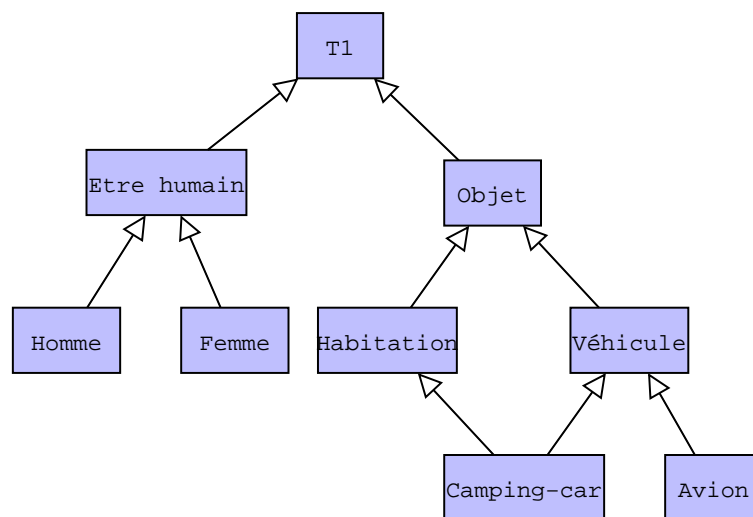 T1
Etre humain
Objet
Homme
Femme
Habitation
Véhicule
Camping-car
Avion